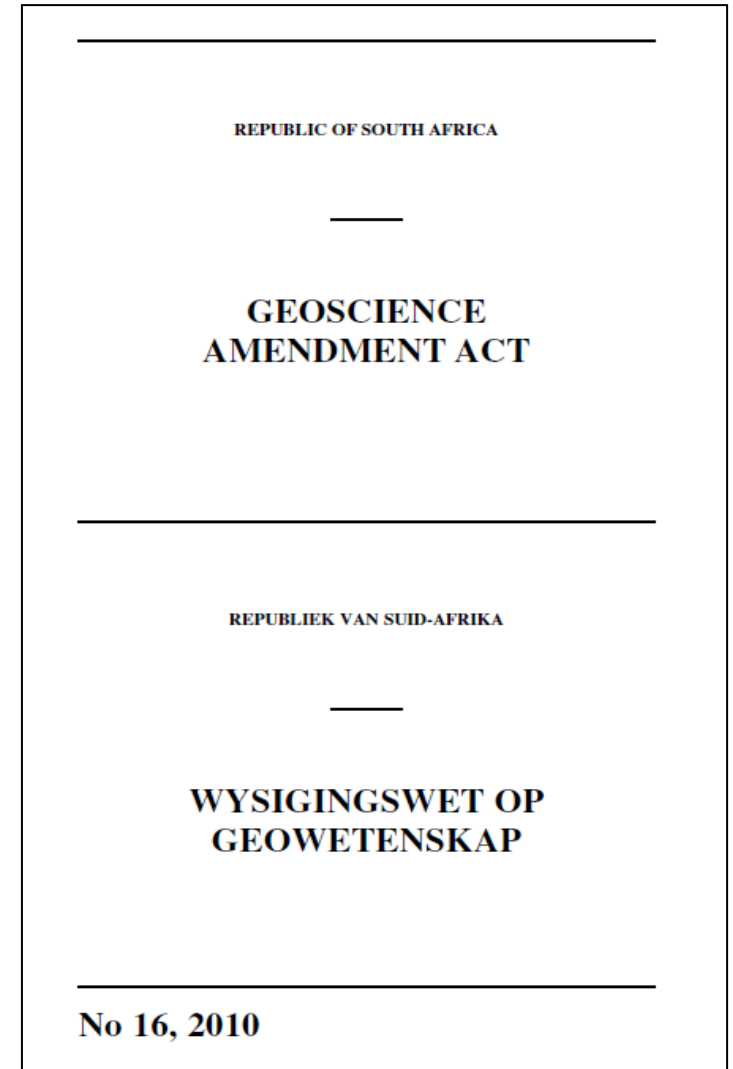 REPUBLIC OF SOUTH AFRICA
GEOSCIENCE
AMENDMENT ACT
REPUBLIEK VAN SUID-AFRIKA
WYSIGINGSWET OP
GEOWETENSKAP
No 16, 2010